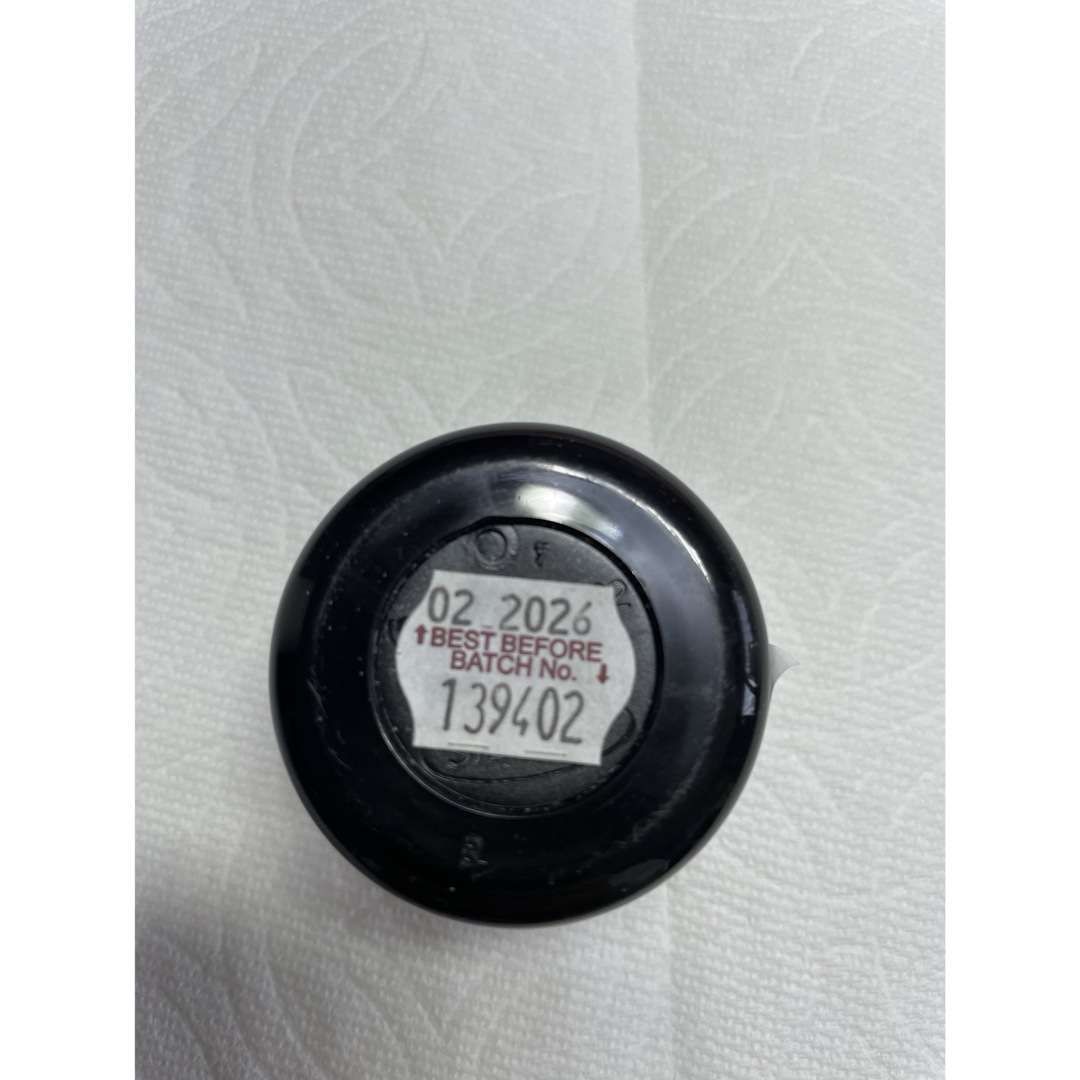 02 2026
↑BEST BEFORE
BATCH No. ↓
139402